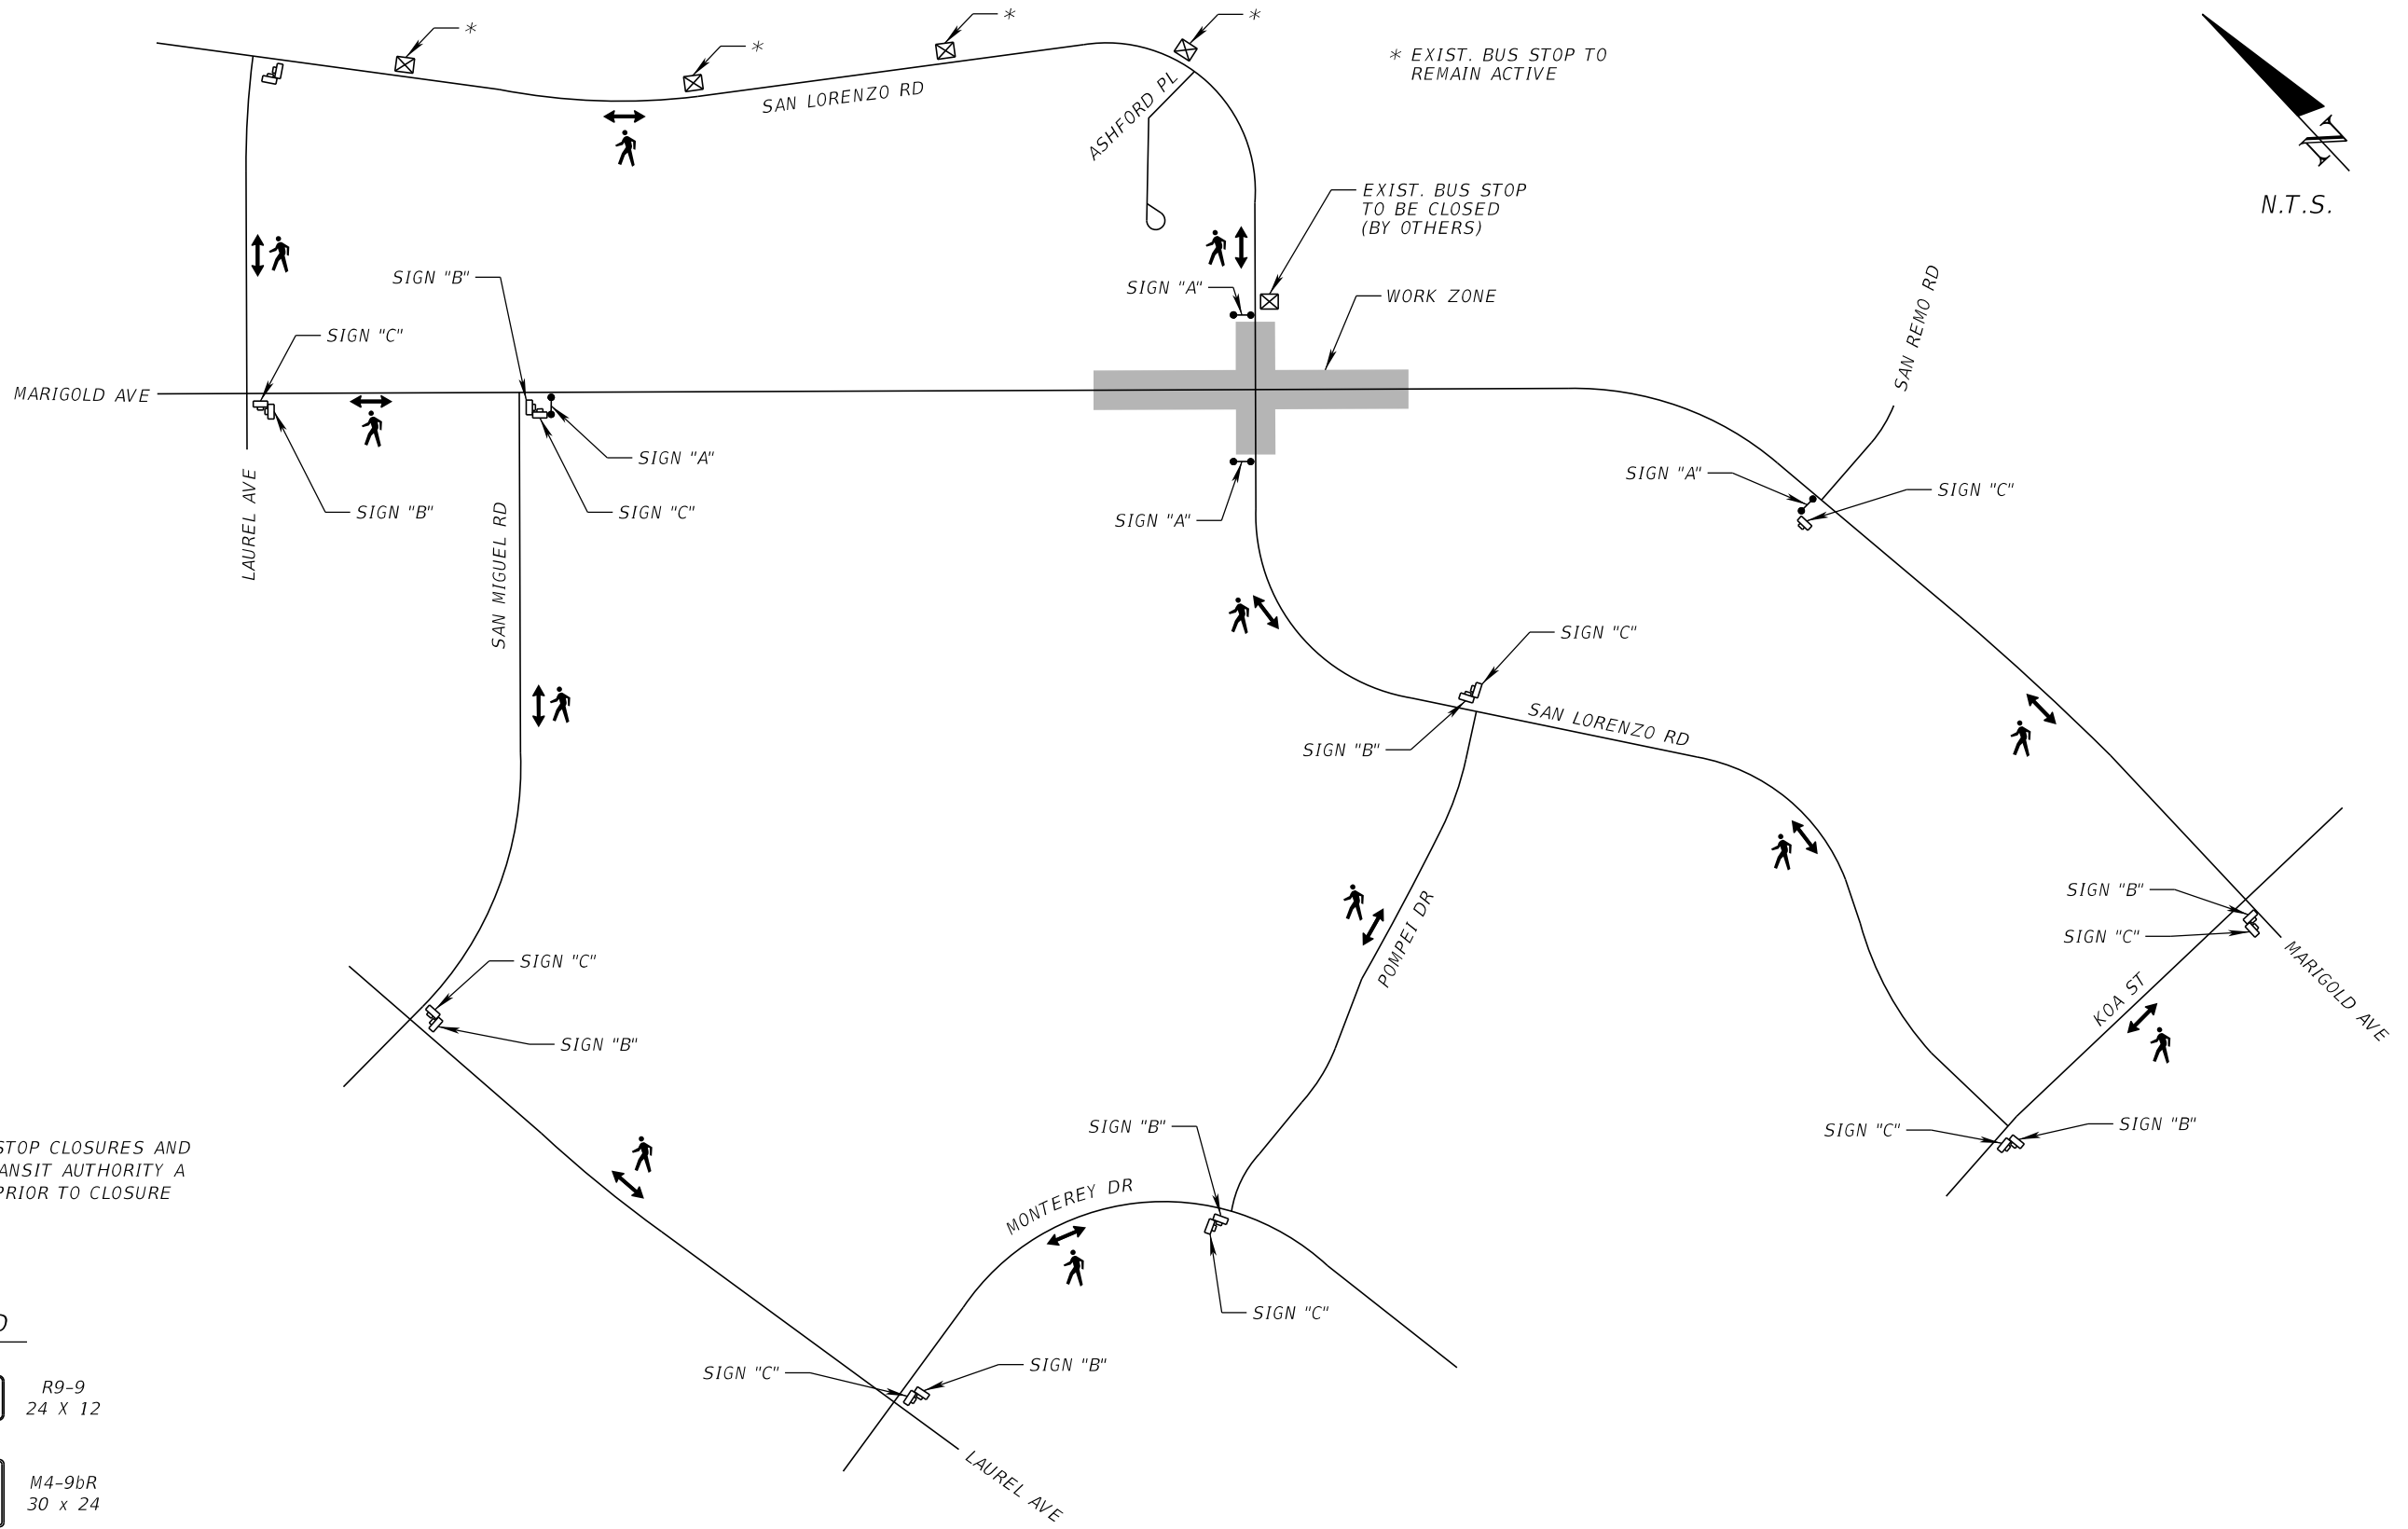 *
*
*
*
* EXIST. BUS STOP TO
REMAIN ACTIVE
SAN LORENZO RD
ASHFORD PL
N
N.T.S.
EXIST. BUS STOP
TO BE CLOSED
(BY OTHERS)
SIGN "B"
SIGN "A"
WORK ZONE
SAN REMO RD
SIGN "C"
MARIGOLD AVE
SIGN "A"
SIGN "A"
SIGN "C"
LAUREL AVE
SIGN "B"
SAN MIGUEL RD
SIGN "C"
SIGN "A"
SIGN "C"
SAN LORENZO RD
SIGN "B"
POMPEI DR
SIGN "B"
SIGN "C"
MARIGOLD AVE
KOA ST
SIGN "C"
SIGN "B"
SIGN "B"
SIGN "C"
SIGN "B"
STOP CLOSURES AND
ANSIT AUTHORITY A
PRIOR TO CLOSURE
MONTEREY DR
SIGN "C"
SIGN "C"
SIGN "B"
LAUREL AVE
D
R9-9
24 X 12
M4-9bR
30 x 24